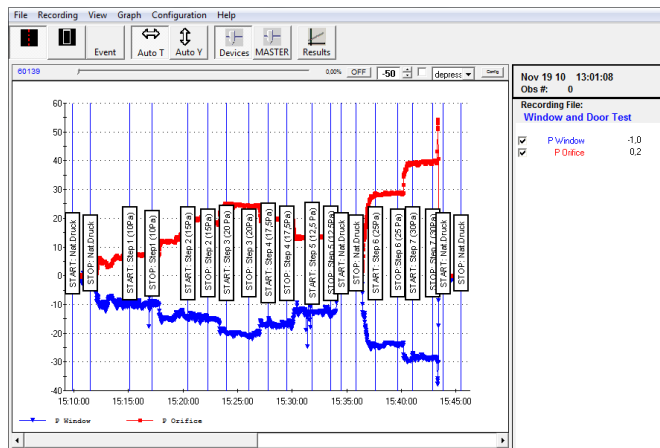 File Recording View Graph Configuration Help
Event
Auto T
Auto Y
Devices
MASTER
Results
60139
0,00%
OFF
-50
depress
Config
Nov 19 10 13:01:08
Obs #: 0
Recording File:
Window and Door Test
P Window -1,0
P Orifice 0,2
60
50
40
30
20
10
0
-10
-20
-30
-40
START: Nat.Druck
STOP: Nat.Druck
START: Step 1 (10Pa)
STOP: Step1 (10Pa)
START: Step 2 (15Pa)
STOP: Step 2 (15Pa)
START: Step 3 (20 Pa)
STOP: Step 3 (20Pa)
START: Step 4 (17,5Pa)
STOP: Step 4 (17,5Pa)
START: Step 5 (12,5 Pa)
STOP: Step 5 (12,5Pa)
START: Nat.Druck
STOP: Nat.Druck
START: Step 6 (25Pa)
STOP: Step 6 (25 Pa)
START: Step 7 (30Pa)
STOP: Step 7 (30Pa)
START: Nat.Druck
STOP: Nat.Druck
15:10:00 15:15:00 15:20:00 15:25:00 15:30:00 15:35:00 15:40:00 15:45:00
P Window P Orifice